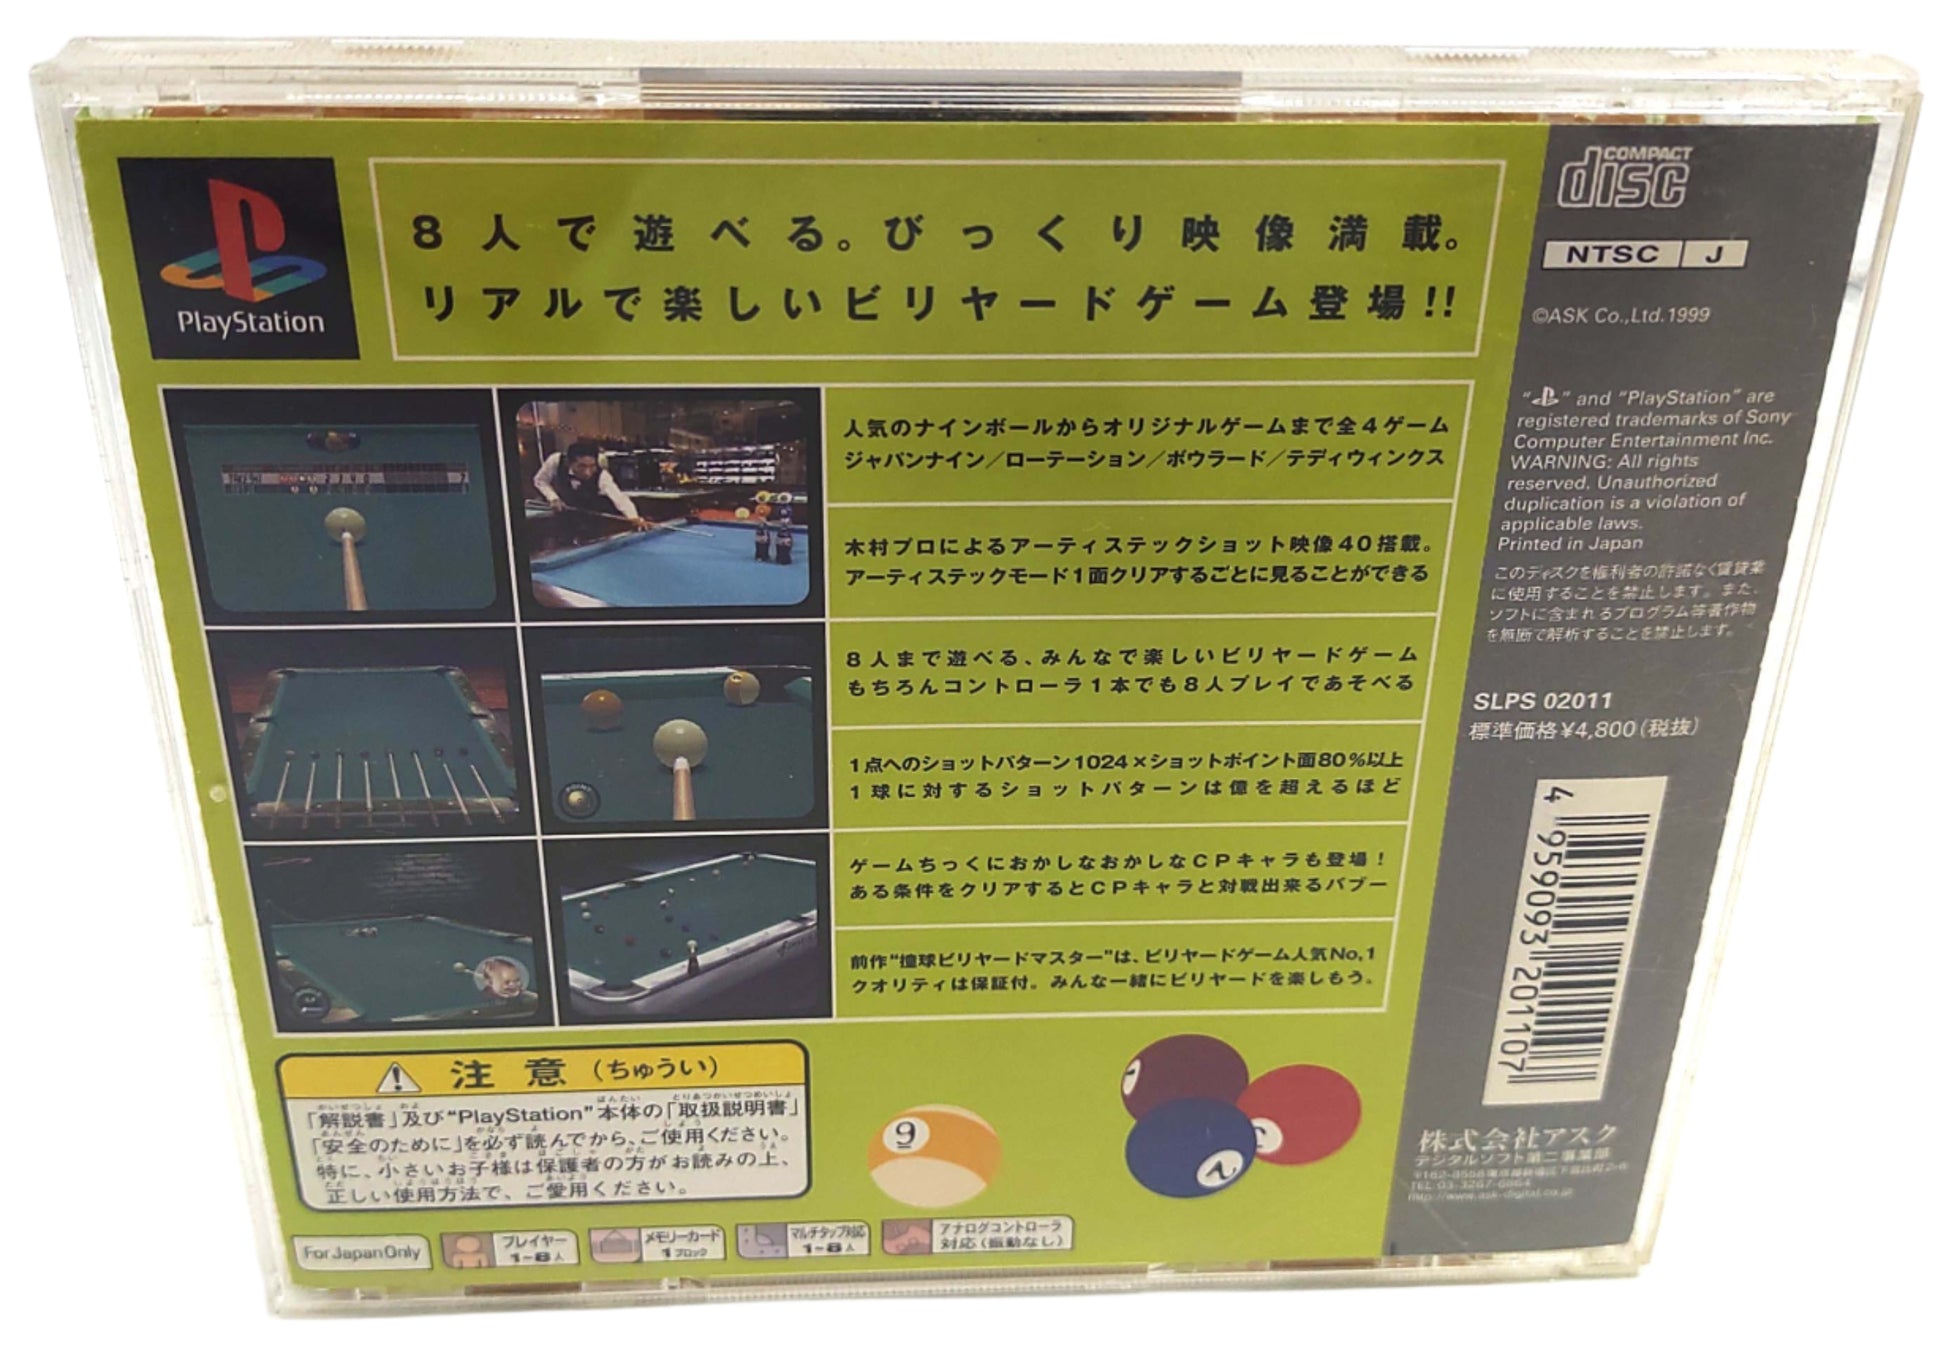 PlayStation
8人で遊べる。びっくり映像満載。
リアルで楽しいビリヤードゲーム登場!!
人気のナインボールからオリジナルゲームまで全4ゲーム
ジャパンナイン/ローテーション/ボウラード/テディウィンクス
木村プロによるアーティステックショット映像40搭載。
アーティステックモード1面クリアするごとに見ることができる
8人まで遊べる、みんなで楽しいビリヤードゲーム
もちろんコントローラ1本でも8人プレイであそべる
1点へのショットパターン1024×ショットポイント面80%以上
1球に対するショットパターンは億を超えるほど
ゲームちっくにおかしなおかしなCPキャラも登場!
ある条件をクリアするとCPキャラと対戦出来るバブー
前作"撞球ビリヤードマスター"は、ビリヤードゲーム人気No,1
クオリティは保証付。みんな一緒にビリヤードを楽しもう。
注意(ちゅうい)
「解説書」及び"PlayStation"本体の「取扱説明書」
「安全のために」を必ず読んでから、ご使用ください。
特に、小さいお子様は保護者の方がお読みの上、
正しい使用方法で、ご愛用ください。
9
For Japan Only
プレイヤー
1~8人
メモリーカード
1ブロック
マルチタップ対応
1~8人
アナログコントローラ
対応(振動なし)
COMPACT
disc
NTSC J
©ASK Co.,Ltd.1999
" " and "PlayStation" are
registered trademarks of Sony
Computer Entertainment Inc.
WARNING: All rights
reserved. Unauthorized
duplication is a violation of
applicable laws.
Printed in Japan
このディスクを権利者の許諾なく賃貸業
に使用することを禁止します。また、
ソフトに含まれるプログラム等著作物
を無断で解析することを禁止します。
SLPS 02011
標準価格¥4,800(税抜)
4 959093 201107
株式会社アスク
デジタルソフト第二事業部
TEL 03-3267-6864
http://www.ask-digital.co.jp